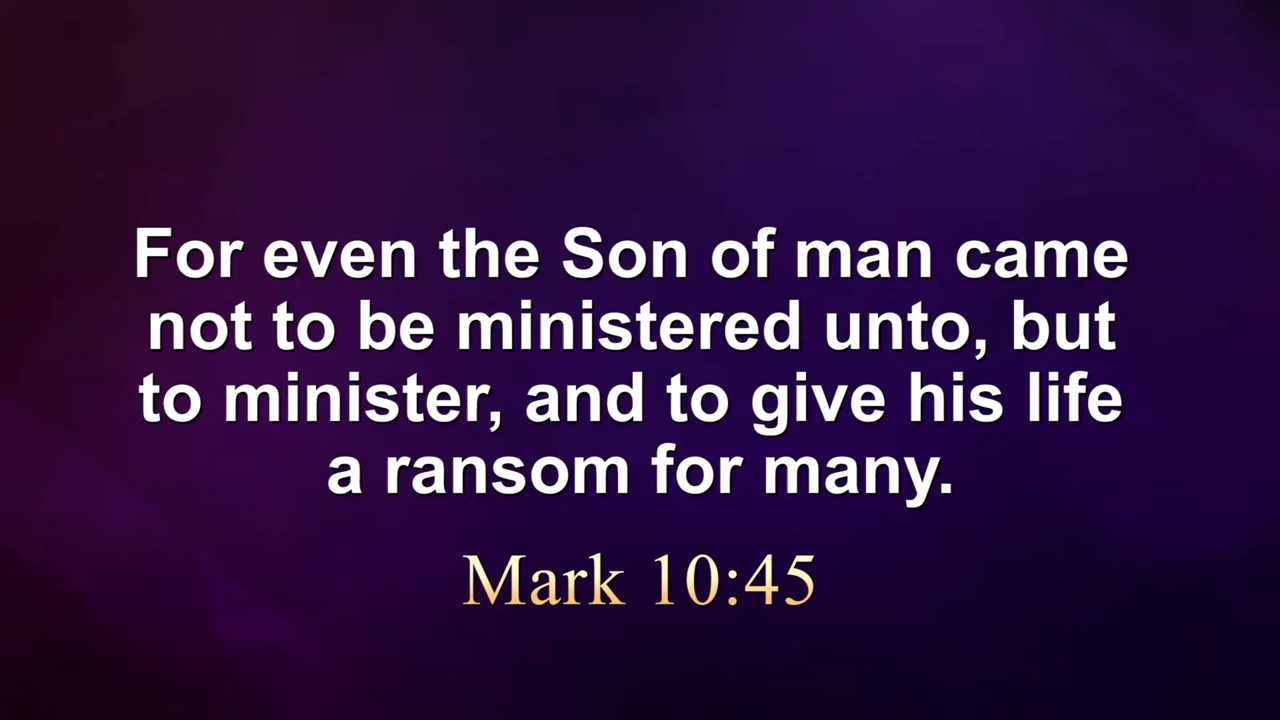 For even the Son of man came
not to be ministered unto, but
to minister, and to give his life
a ransom for many.
Mark 10:45